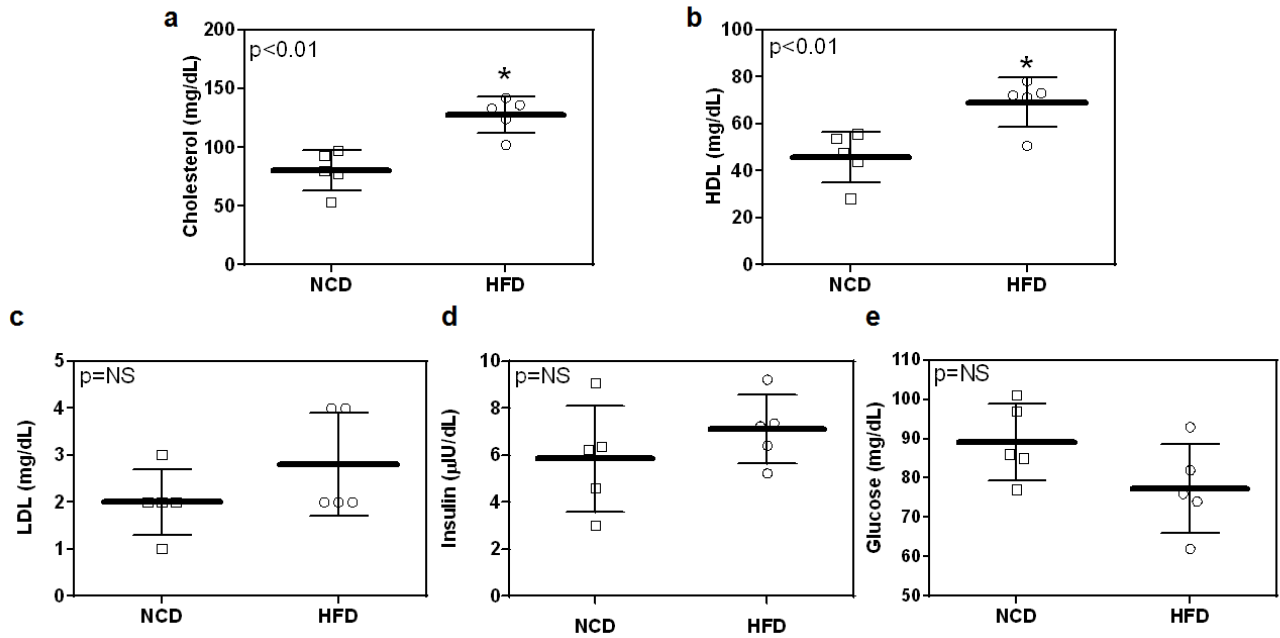 a
p<0.01
*
Cholesterol (mg/dL)
200
150
100
50
0
NCD HFD
b
p<0.01
*
HDL (mg/dL)
100
80
60
40
20
0
NCD HFD
c
p=NS
LDL (mg/dL)
5
4
3
2
1
0
NCD HFD
d
p=NS
Insulin (µIU/dL)
10
8
6
4
2
0
NCD HFD
e
p=NS
Glucose (mg/dL)
110
100
90
80
70
60
50
NCD HFD